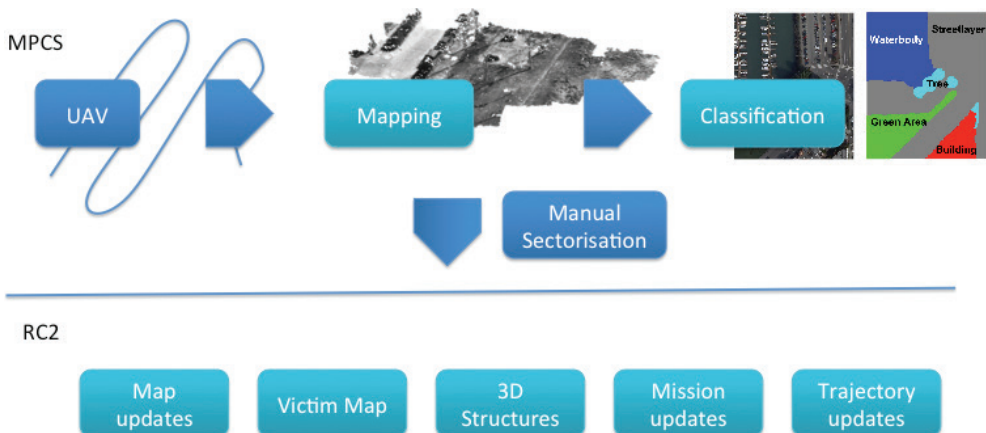 MPCS
UAV
Mapping
Classification
Waterbody
Streetlayer
Tree
Green Area
Building
Manual
Sectorisation
RC2
Map
updates
Victim Map
3D
Structures
Mission
updates
Trajectory
updates